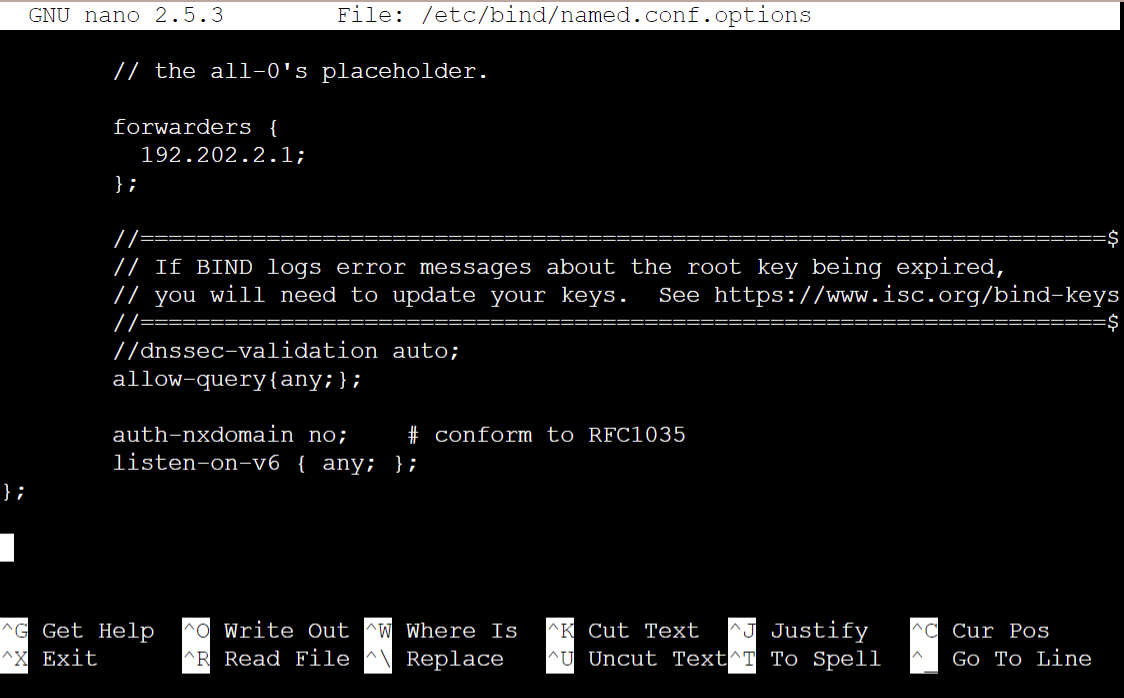 GNU nano 2.5.3        File: /etc/bind/named.conf.options
// the all-0's placeholder.
forwarders {
192.202.2.1;
};
//=====================================================================$
// If BIND logs error messages about the root key being expired,
// you will need to update your keys.  See https://www.isc.org/bind-keys
//=====================================================================$
//dnssec-validation auto;
allow-query{any;};
auth-nxdomain no;    # conform to RFC1035
listen-on-v6 { any; };
};
^G Get Help  ^O Write Out ^W Where Is  ^K Cut Text  ^J Justify   ^C Cur Pos
^X Exit      ^R Read File ^\ Replace   ^U Uncut Text^T To Spell  ^_ Go To Line